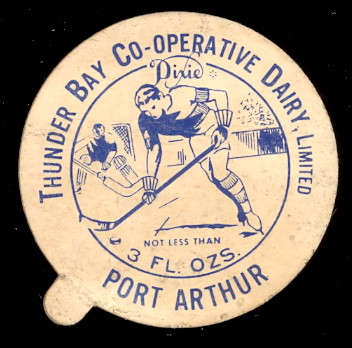 THUNDER BAY CO-OPERATIVE DAIRY, LIMITED
Dixie
NOT LESS THAN
3 FL. OZS.
PORT ARTHUR